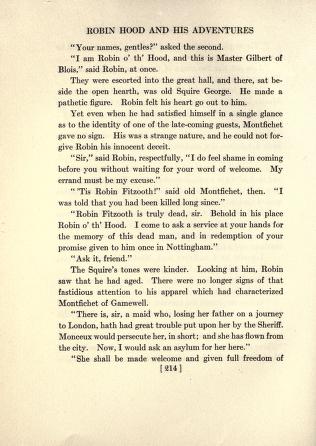 ROBIN HOOD AND HIS ADVENTURES
"Your names, gentles?" asked the second.
"I am Robin o' th' Hood, and this is Master Gilbert of
Blois," said Robin, at once.
They were escorted into the great hall, and there, sat be-
side the open hearth, was old Squire George. He made a
pathetic figure. Robin felt his heart go out to him.
Yet even when he had satisfied himself in a single glance
as to the identity of one of the late-coming guests, Montfichet
gave no sign. His was a strange nature, and he could not for-
give Robin his innocent deceit.
"Sir," said Robin, respectfully, "I do feel shame in coming
before you without waiting for your word of welcome. My
errand must be my excuse."
"'Tis Robin Fitzooth!" said old Montfichet, then. "I
was told that you had been killed long since."
"Robin Fitzooth is truly dead, sir. Behold in his place
Robin o' th' Hood. I come to ask a service at your hands for
the memory of this dead man, and in redemption of your
promise given to him once in Nottingham."
"Ask it, friend."
The Squire's tones were kinder. Looking at him, Robin
saw that he had aged. There were no longer signs of that
fastidious attention to his apparel which had characterized
Montfichet of Gamewell.
"There is, sir, a maid who, losing her father on a journey
to London, hath had great trouble put upon her by the Sheriff.
Monceux would persecute her, in short; and she has flown from
the city. Now, I would ask an asylum for her here."
"She shall be made welcome and given full freedom of
[ 214 ]